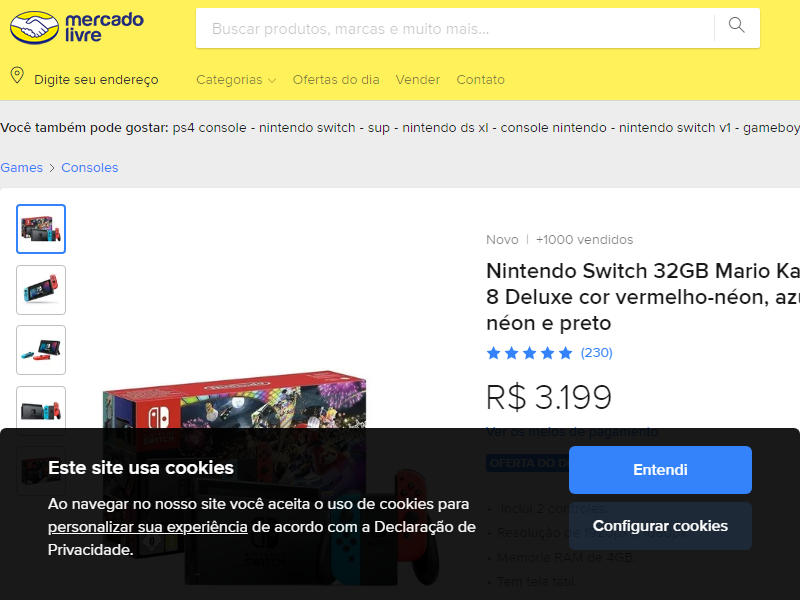 mercado
livre
Buscar produtos, marcas e muito mais...
Digite seu endereço
Categorias
Ofertas do dia
Vender
Contato
Você também pode gostar: ps4 console - nintendo switch - sup - nintendo ds xl - console nintendo - nintendo switch v1 - gameboy
Games > Consoles
Novo | +1000 vendidos
Nintendo Switch 32GB Mario Ka
8 Deluxe cor vermelho-néon, azu
néon e preto
(230)
R$ 3.199
Ver os meios de pagamento
OFERTA DO D
Inclui 2 controles.
Resolução de
Memória RAM de 4GB.
Tem tela tátil.
Este site usa cookies
Ao navegar no nosso site você aceita o uso de cookies para
personalizar sua experiência de acordo com a Declaração de
Privacidade.
Entendi
Configurar cookies